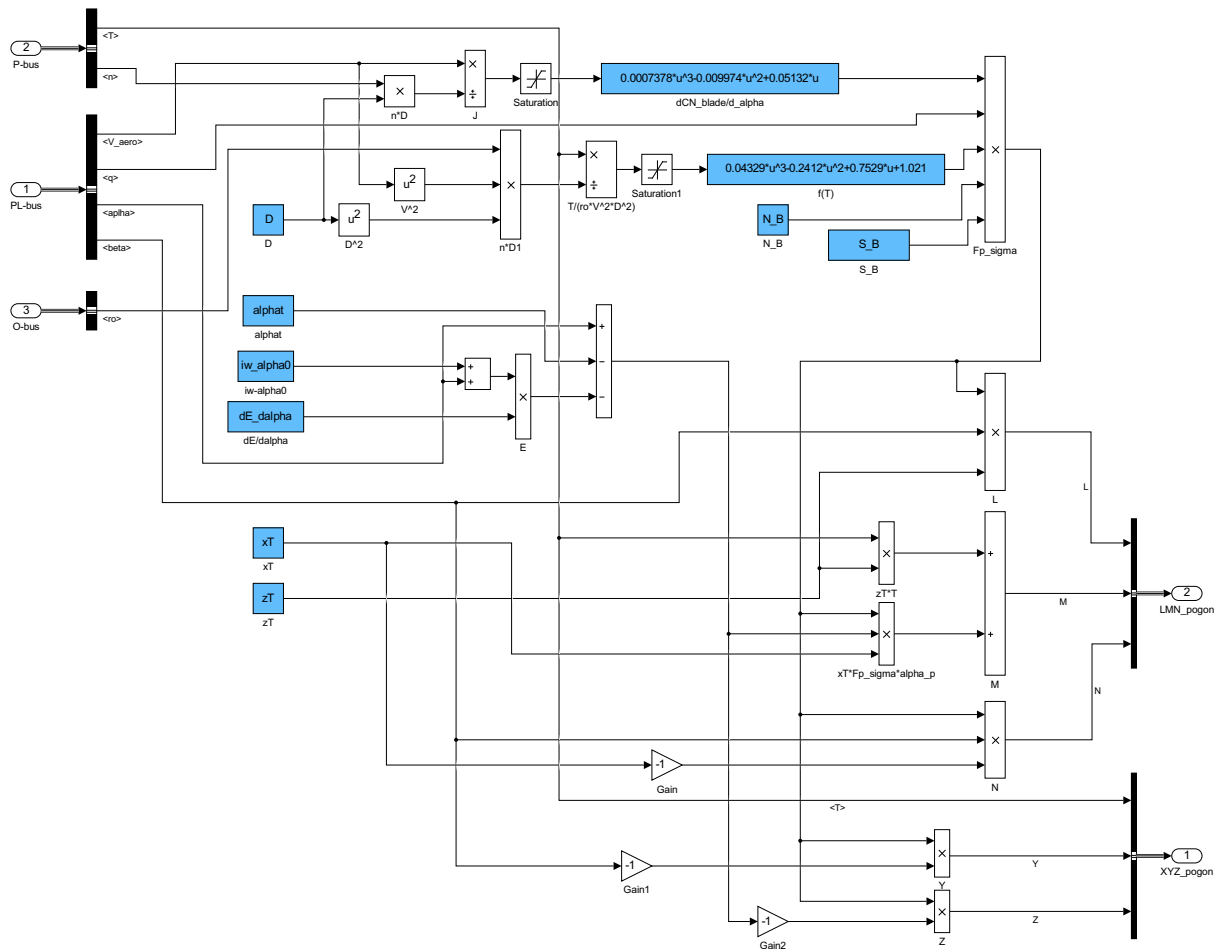 2
P-bus
<T>
<n>
×
n*D
×
÷
J
Saturation
0.0007378*u^3-0.009974*u^2+0.05132*u
dCN_blade/d_alpha
1
PL-bus
<V_aero>
<q>
<aplha>
<beta>
D
D
u²
D^2
u²
V^2
×
n*D1
×
÷
T/(ro*V^2*D^2)
Saturation1
0.04329*u^3-0.2412*u^2+0.7529*u+1.021
f(T)
N_B
N_B
S_B
S_B
×
Fp_sigma
3
O-bus
<ro>
alphat
alphat
iw_alpha0
iw-alpha0
dE_dalpha
dE/dalpha
+
+
×
E
+
−
−
×
L
L
xT
xT
zT
zT
×
zT*T
×
xT*Fp_sigma*alpha_p
+
+
M
M
2
LMN_pogon
×
N
N
-1
Gain
<T>
-1
Gain1
×
Y
Y
1
XYZ_pogon
-1
Gain2
×
Z
Z